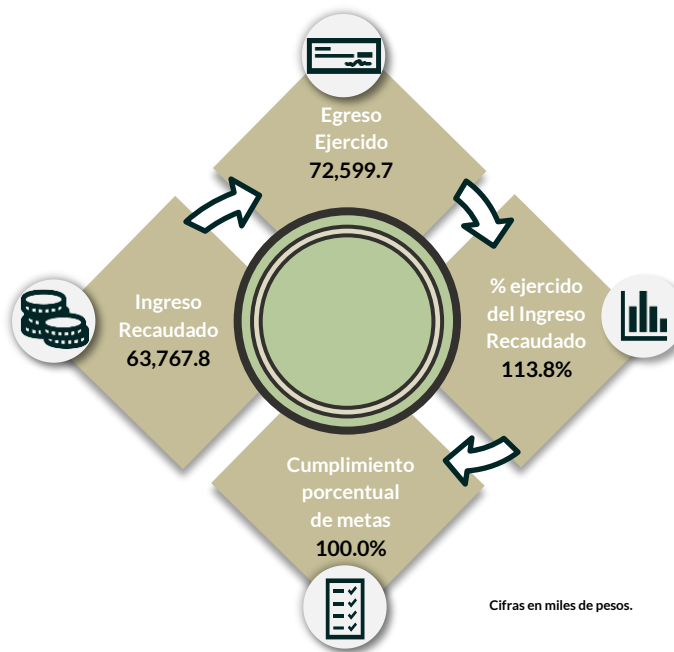 Egreso
Ejercido
72,599.7
Ingreso
Recaudado
63,767.8
% ejercido
del Ingreso
Recaudado
113.8%
Cumplimiento
porcentual
de metas
100.0%
Cifras en miles de pesos.